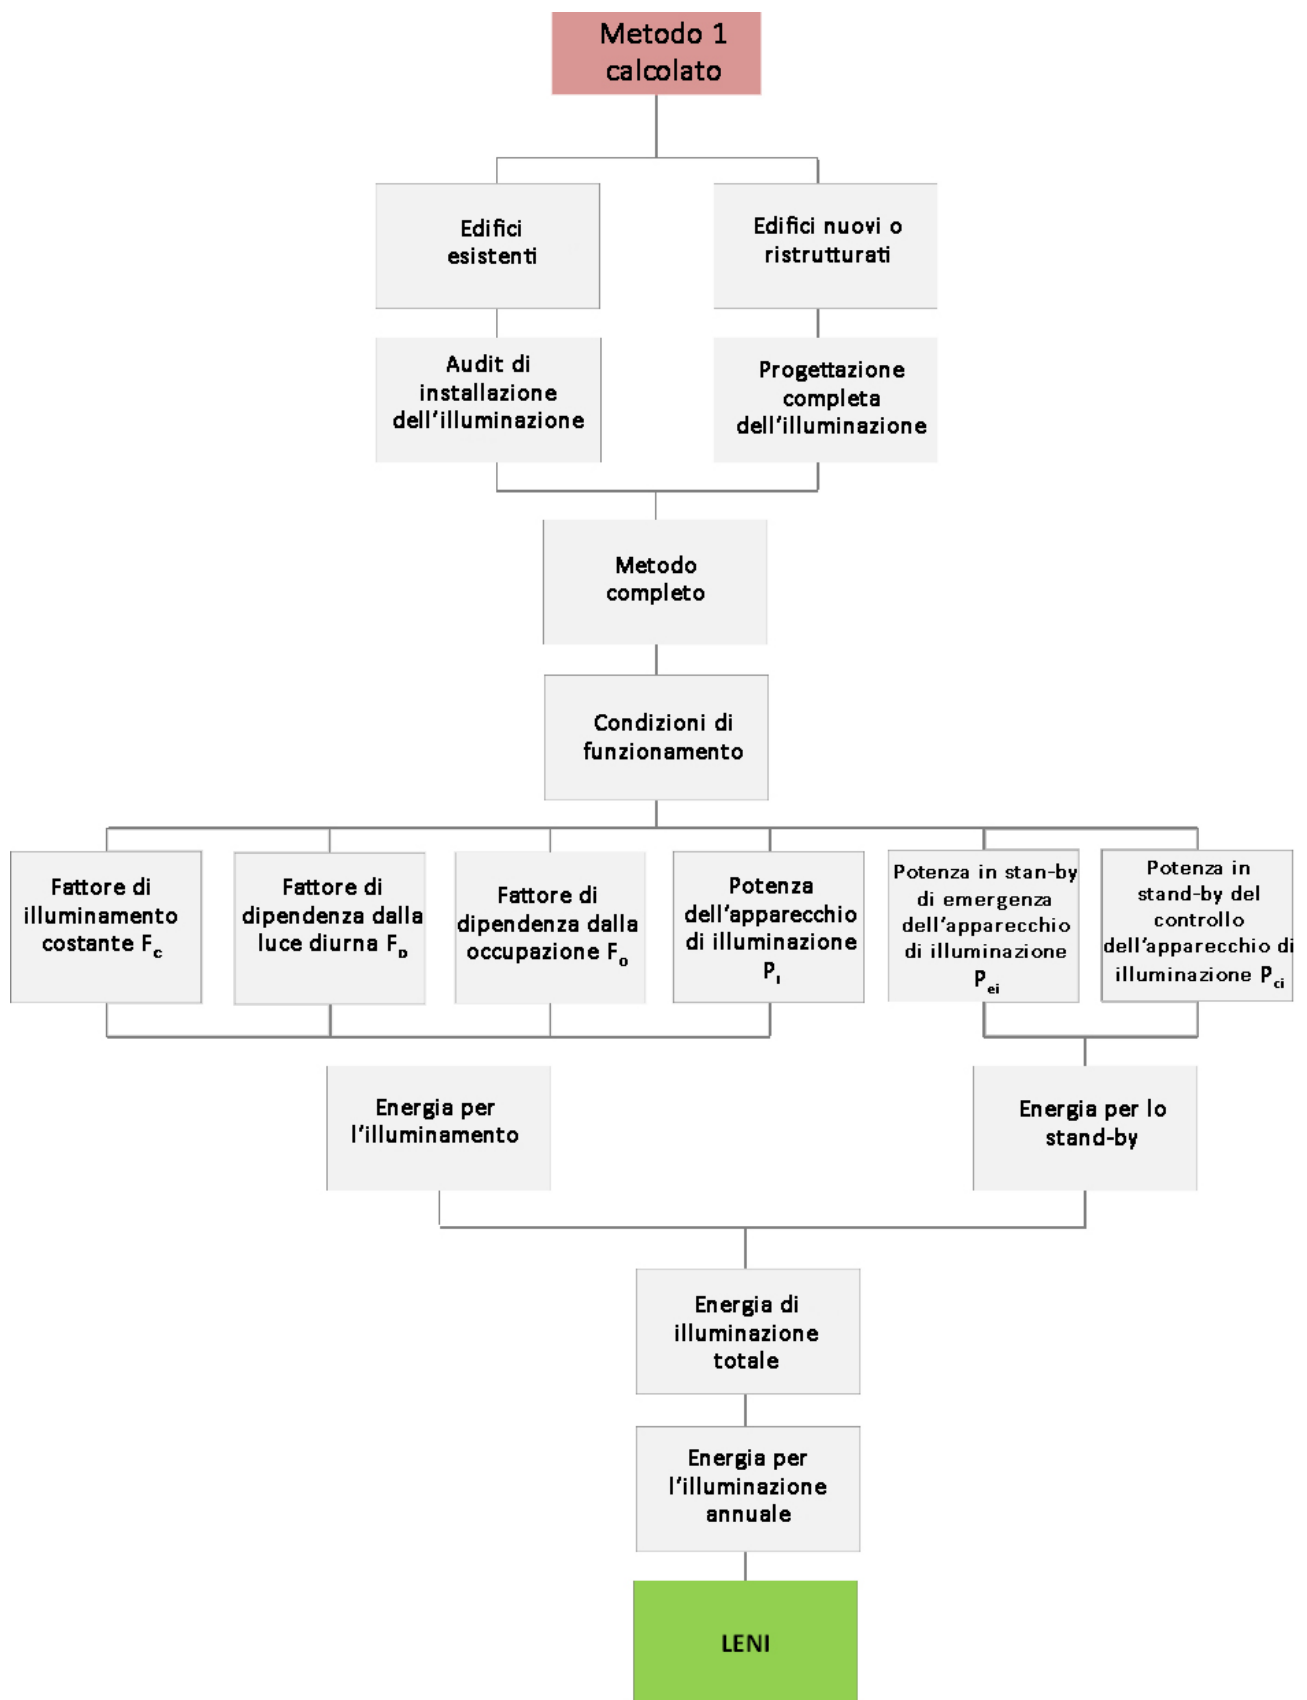 Metodo 1
calcolato
Edifici
esistenti
Edifici nuovi o
ristrutturati
Audit di
installazione
dell'illuminazione
Progettazione
completa
dell'illuminazione
Metodo
completo
Condizioni di
funzionamento
Fattore di
illuminamento
costante Fc
Fattore di
dipendenza dalla
luce diurna FD
Fattore di
dipendenza dalla
occupazione Fo
Potenza
dell'apparecchio
di illuminazione
Pi
Potenza in stan-by
di emergenza
dell'apparecchio
di illuminazione
Pei
Potenza in
stand-by del
controllo
dell'apparecchio di
illuminazione Pci
Energia per
l'illuminamento
Energia per lo
stand-by
Energia di
illuminazione
totale
Energia per
l'illuminazione
annuale
LENI